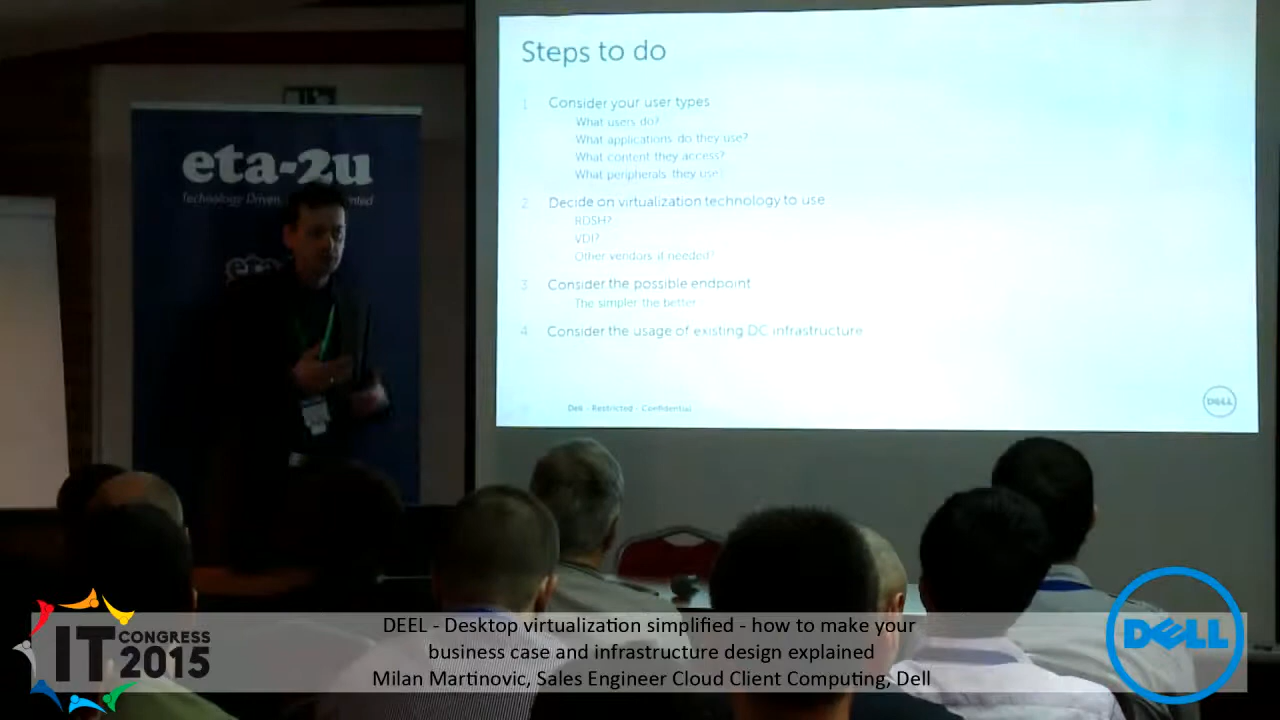 Steps to do
1 Consider your user types
What users do?
What applications do they use?
What content they access?
What peripherals they use
2 Decide on virtualization technology to use
RDSH?
VDI?
Other vendors if needed?
3 Consider the possible endpoint
The simpler the better
4 Consider the usage of existing DC infrastructure
Dell - Restricted - Confidential
DELL
eta-2u
Technology Driven.
IT CONGRESS 2015
DEEL - Desktop virtualization simplified - how to make your
business case and infrastructure design explained
Milan Martinovic, Sales Engineer Cloud Client Computing, Dell
DELL